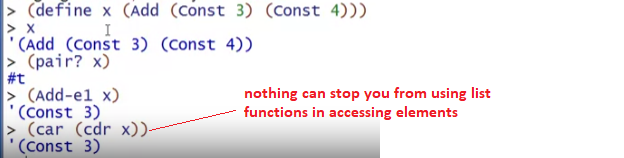 > (define x (Add (Const 3) (Const 4)))
> x
'(Add (Const 3) (Const 4))
> (pair? x)
#t
> (Add-e1 x)
'(Const 3)
> (car (cdr x))
'(Const 3)
nothing can stop you from using list
functions in accessing elements